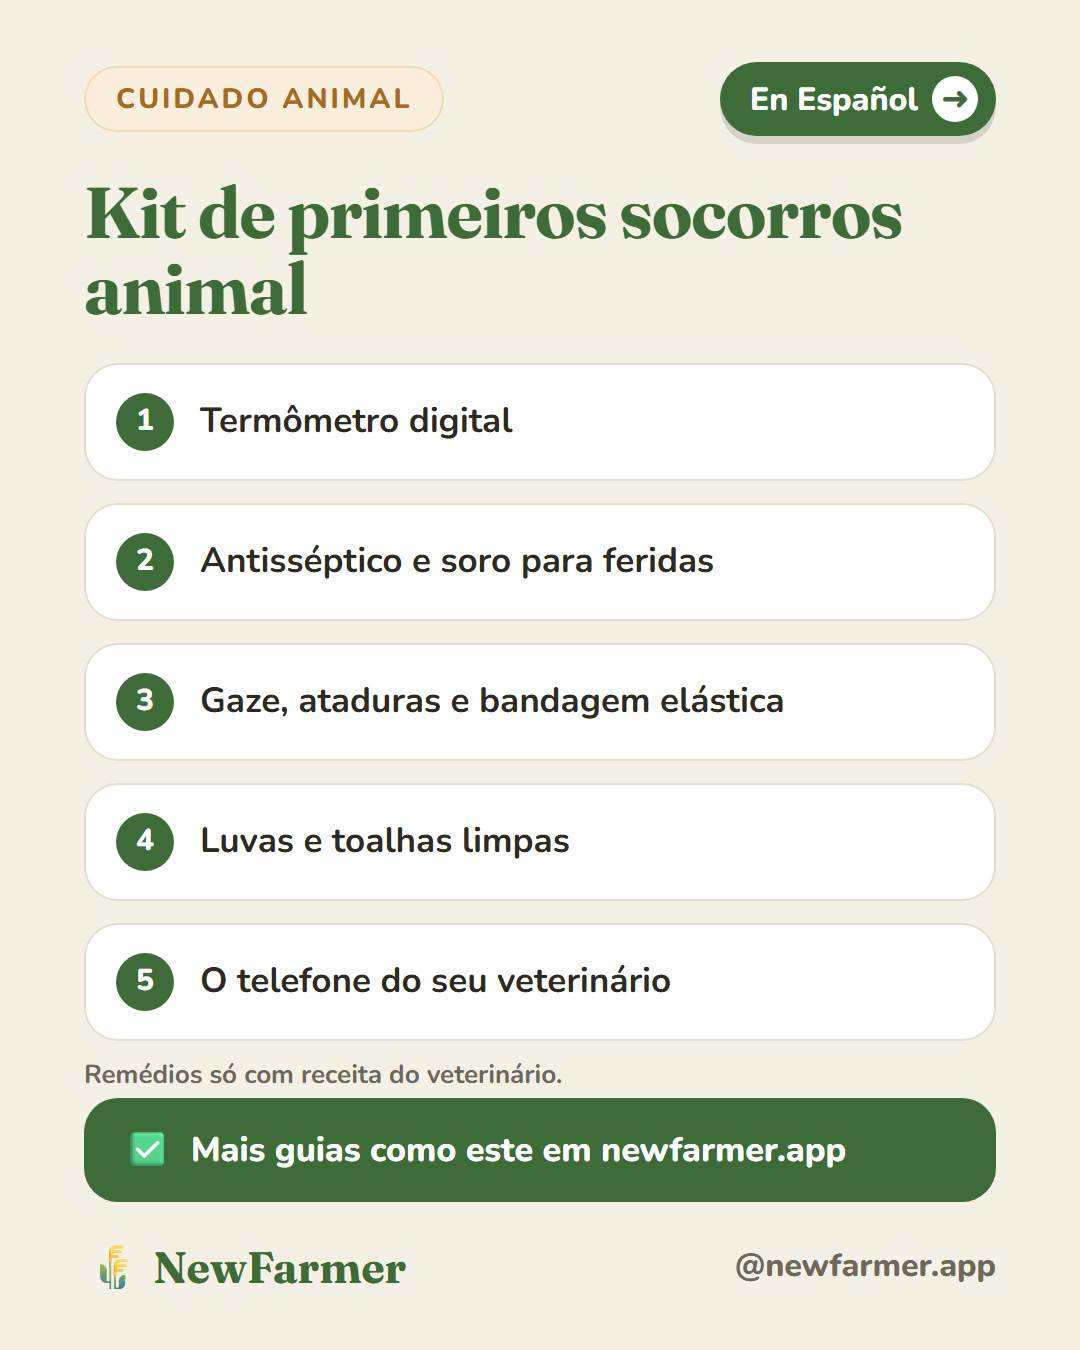 CUIDADO ANIMAL
En Español
Kit de primeiros socorros
animal
1 Termômetro digital
2 Antisséptico e soro para feridas
3 Gaze, ataduras e bandagem elástica
4 Luvas e toalhas limpas
5 O telefone do seu veterinário
Remédios só com receita do veterinário.
Mais guias como este em newfarmer.app
NewFarmer
@newfarmer.app